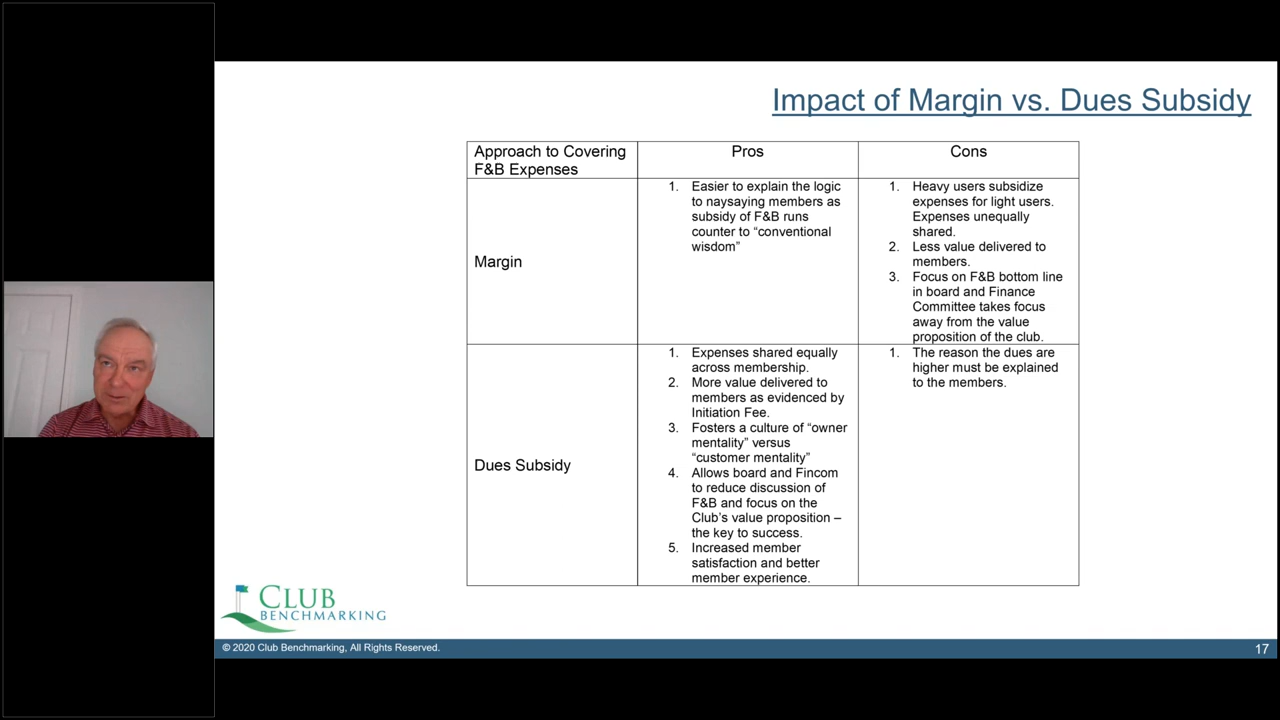 Impact of Margin vs. Dues Subsidy
Approach to Covering
F&B Expenses
Pros
Cons
Margin
1. Easier to explain the logic
to naysaying members as
subsidy of F&B runs
counter to “conventional
wisdom”
1. Heavy users subsidize
expenses for light users.
Expenses unequally
shared.
2. Less value delivered to
members.
3. Focus on F&B bottom line
in board and Finance
Committee takes focus
away from the value
proposition of the club.
Dues Subsidy
1. Expenses shared equally
across membership.
2. More value delivered to
members as evidenced by
Initiation Fee.
3. Fosters a culture of “owner
mentality” versus
“customer mentality”
4. Allows board and Fincom
to reduce discussion of
F&B and focus on the
Club’s value proposition –
the key to success.
5. Increased member
satisfaction and better
member experience.
1. The reason the dues are
higher must be explained
to the members.
CLUB
BENCHMARKING
© 2020 Club Benchmarking, All Rights Reserved.
17